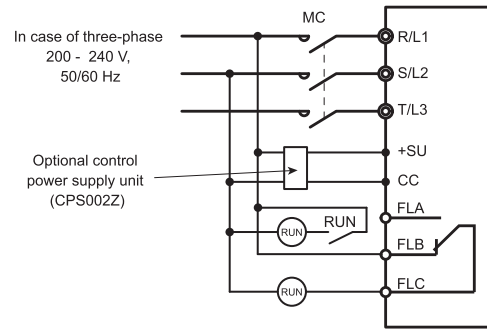 MC
In case of three-phase
200 - 240 V,
50/60 Hz
R/L1
S/L2
T/L3
Optional control
power supply unit
(CPS002Z)
+SU
CC
FLA
RUN
RUN
FLB
FLC
RUN